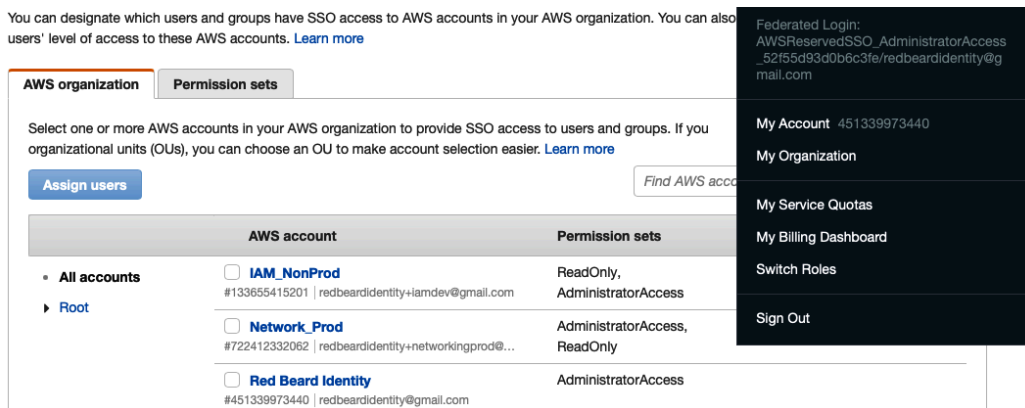 You can designate which users and groups have SSO access to AWS accounts in your AWS organization. You can also
users' level of access to these AWS accounts. Learn more
AWS organization
Permission sets
Select one or more AWS accounts in your AWS organization to provide SSO access to users and groups. If you
organizational units (OUs), you can choose an OU to make account selection easier. Learn more
Assign users
Find AWS acco
AWS account
Permission sets
All accounts
Root
IAM_NonProd
#133655415201 | redbeardidentity+iamdev@gmail.com
ReadOnly,
AdministratorAccess
Network_Prod
#722412332062 | redbeardidentity+networkingprod@...
AdministratorAccess,
ReadOnly
Red Beard Identity
#451339973440 | redbeardidentity@gmail.com
AdministratorAccess
Federated Login:
AWSReservedSSO_AdministratorAccess
_52f55d93d0b6c3fe/redbeardidentity@g
mail.com
My Account 451339973440
My Organization
My Service Quotas
My Billing Dashboard
Switch Roles
Sign Out